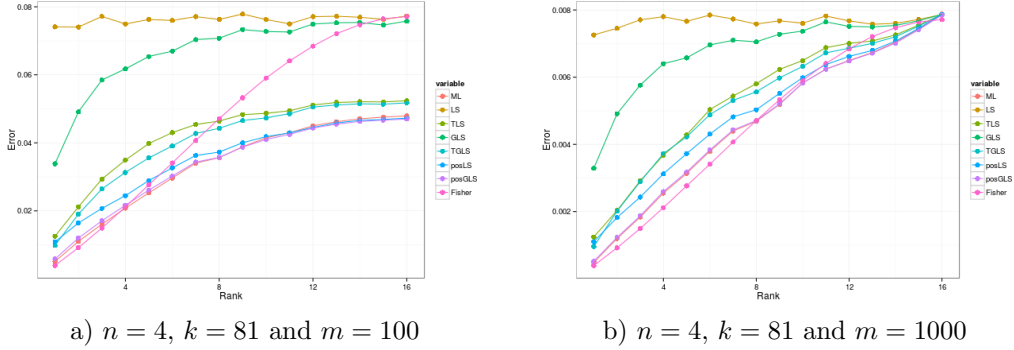 0.08
0.06
0.04
0.02
Error
4
8
12
16
Rank
variable
ML
LS
TLS
GLS
TGLS
posLS
posGLS
Fisher
a) n = 4, k = 81 and m = 100
0.008
0.006
0.004
0.002
Error
4
8
12
16
Rank
variable
ML
LS
TLS
GLS
TGLS
posLS
posGLS
Fisher
b) n = 4, k = 81 and m = 1000